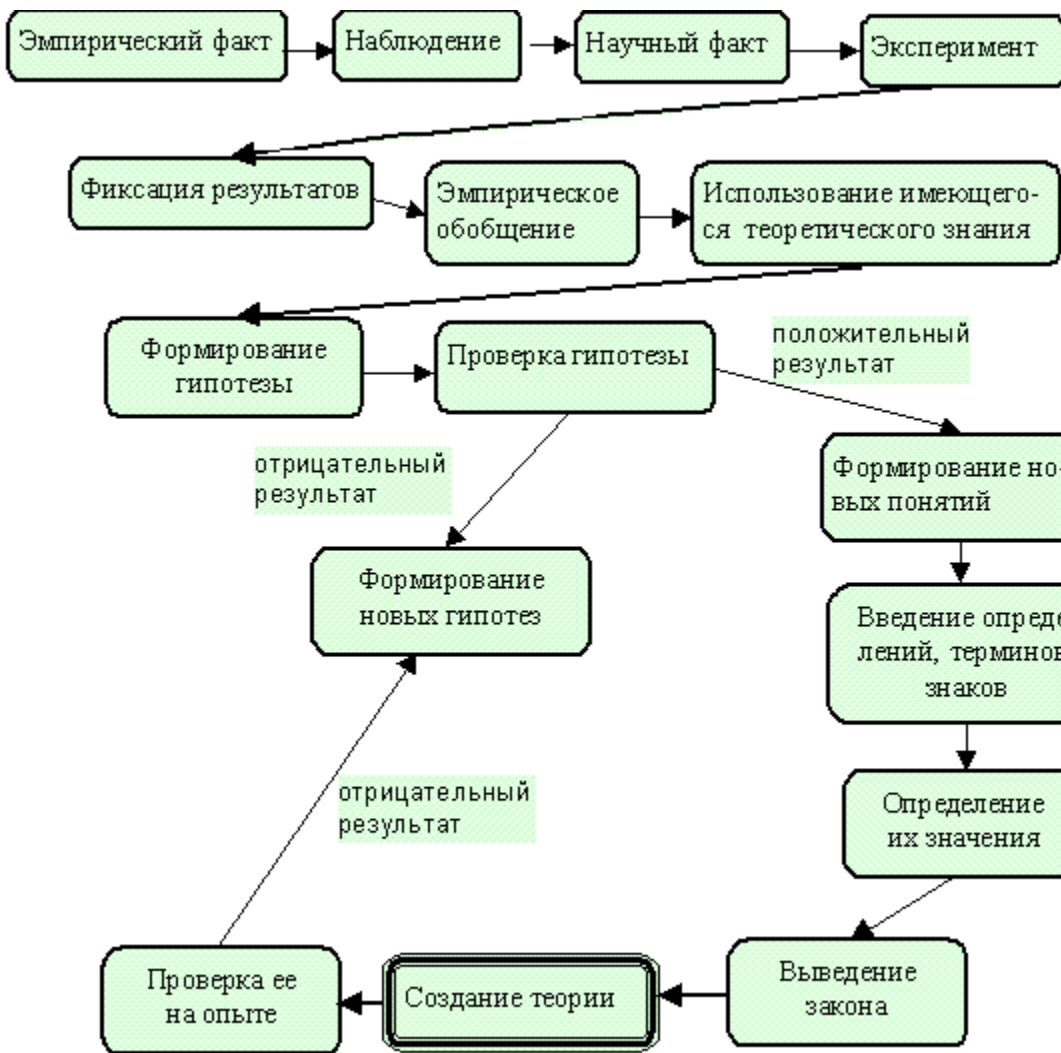 Эмпирический факт
Наблюдение
Научный факт
Эксперимент
Фиксация результатов
Эмпирическое
обобщение
Использование имеющего-
ся теоретического знания
Формирование
гипотезы
Проверка гипотезы
положительный
результат
отрицательный
результат
Формирование но-
вых понятий
Формирование
новых гипотез
Введение опреде
лений, терминов
знаков
отрицательный
результат
Определение
их значения
Проверка ее
на опыте
Создание теории
Выведение
закона